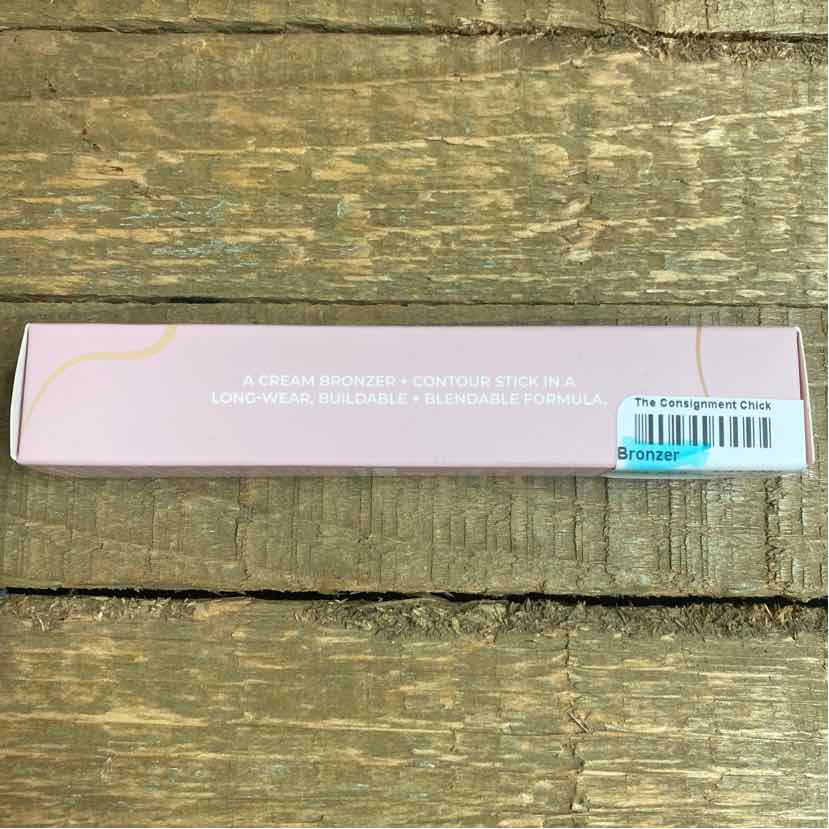 A CREAM BRONZER + CONTOUR STICK IN A
LONG-WEAR, BUILDABLE + BLENDABLE FORMULA.
The Consignment Chick
Bronzer